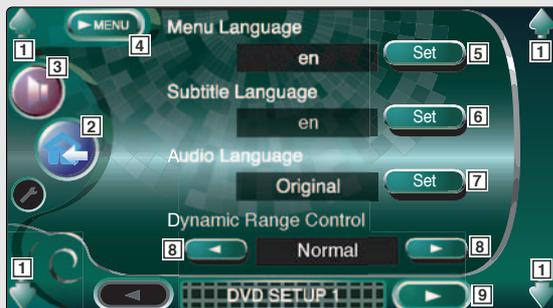 1 MENU 4 Menu Language 1
3 en Set 5
Subtitle Language
2 en Set 6
Audio Language
Original Set 7
Dynamic Range Control
8 Normal 8
1 1
DVD SETUP 1 9